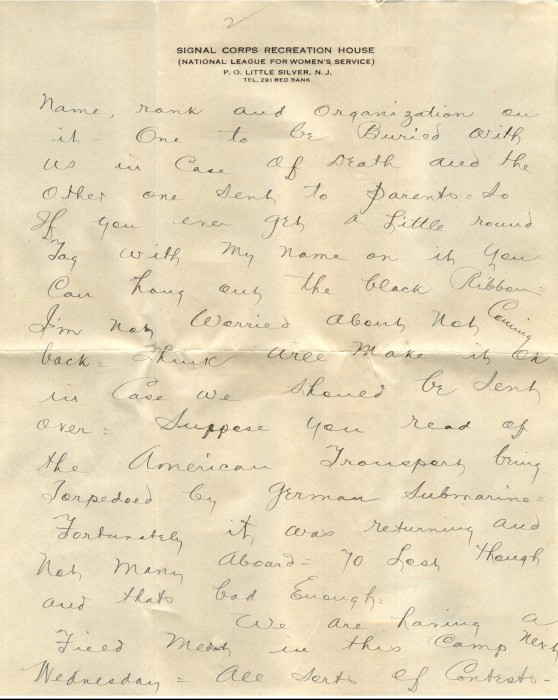 2
SIGNAL CORPS RECREATION HOUSE
(NATIONAL LEAGUE FOR WOMEN'S SERVICE)
P. O. LITTLE SILVER, N. J.
TEL. 291 RED BANK
Name, rank and Organization on
it - One to be Buried with
us in Case of Death and the
Other one sent to parents = So
If you ever get a Little round
Tag with My name on it you
Can hang out the black Ribbon =
I'm not Worried About Not Coming
back = Think We'll Make it OK
in Case we should be sent
over = Suppose you read of
the American Transport being
Torpedoed by German Submarine =
Fortunately it was returning and
Not Many Aboard = 70 Lost though
and thats bad Enough =
We are having a
Field Meet in this Camp next
Wednesday = All sorts of Contests -